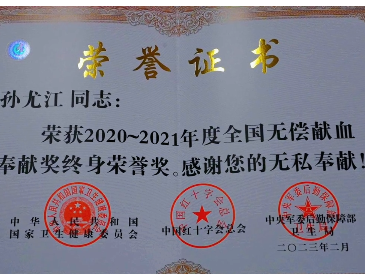 荣誉证书
孙尤江 同志：
荣获2020~2021年度全国无偿献血
奉献奖终身荣誉奖。感谢您的无私奉献！
中华人民共和国
国家卫生健康委员会
中国红十字会总会
中央军委后勤保障部
卫生局
二〇二三年二月